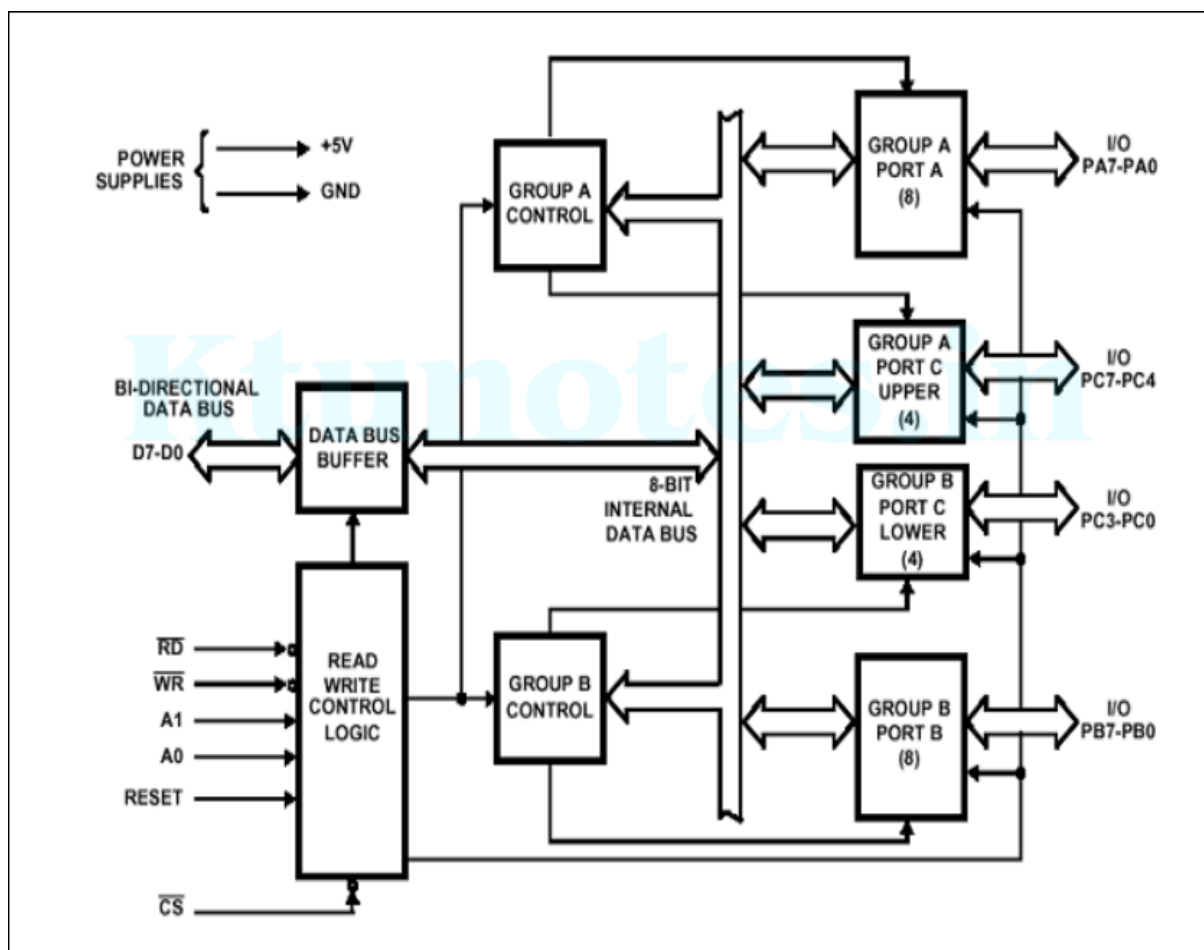 POWER
SUPPLIES
+5V
GND
GROUP A
CONTROL
GROUP A
PORT A
(8)
I/O
PA7-PA0
GROUP A
PORT C
UPPER
(4)
I/O
PC7-PC4
Ktunotes.in
BI-DIRECTIONAL
DATA BUS
D7-D0
DATA BUS
BUFFER
8-BIT
INTERNAL
DATA BUS
GROUP B
PORT C
LOWER
(4)
I/O
PC3-PC0
RD
WR
A1
A0
RESET
CS
READ
WRITE
CONTROL
LOGIC
GROUP B
CONTROL
GROUP B
PORT B
(8)
I/O
PB7-PB0